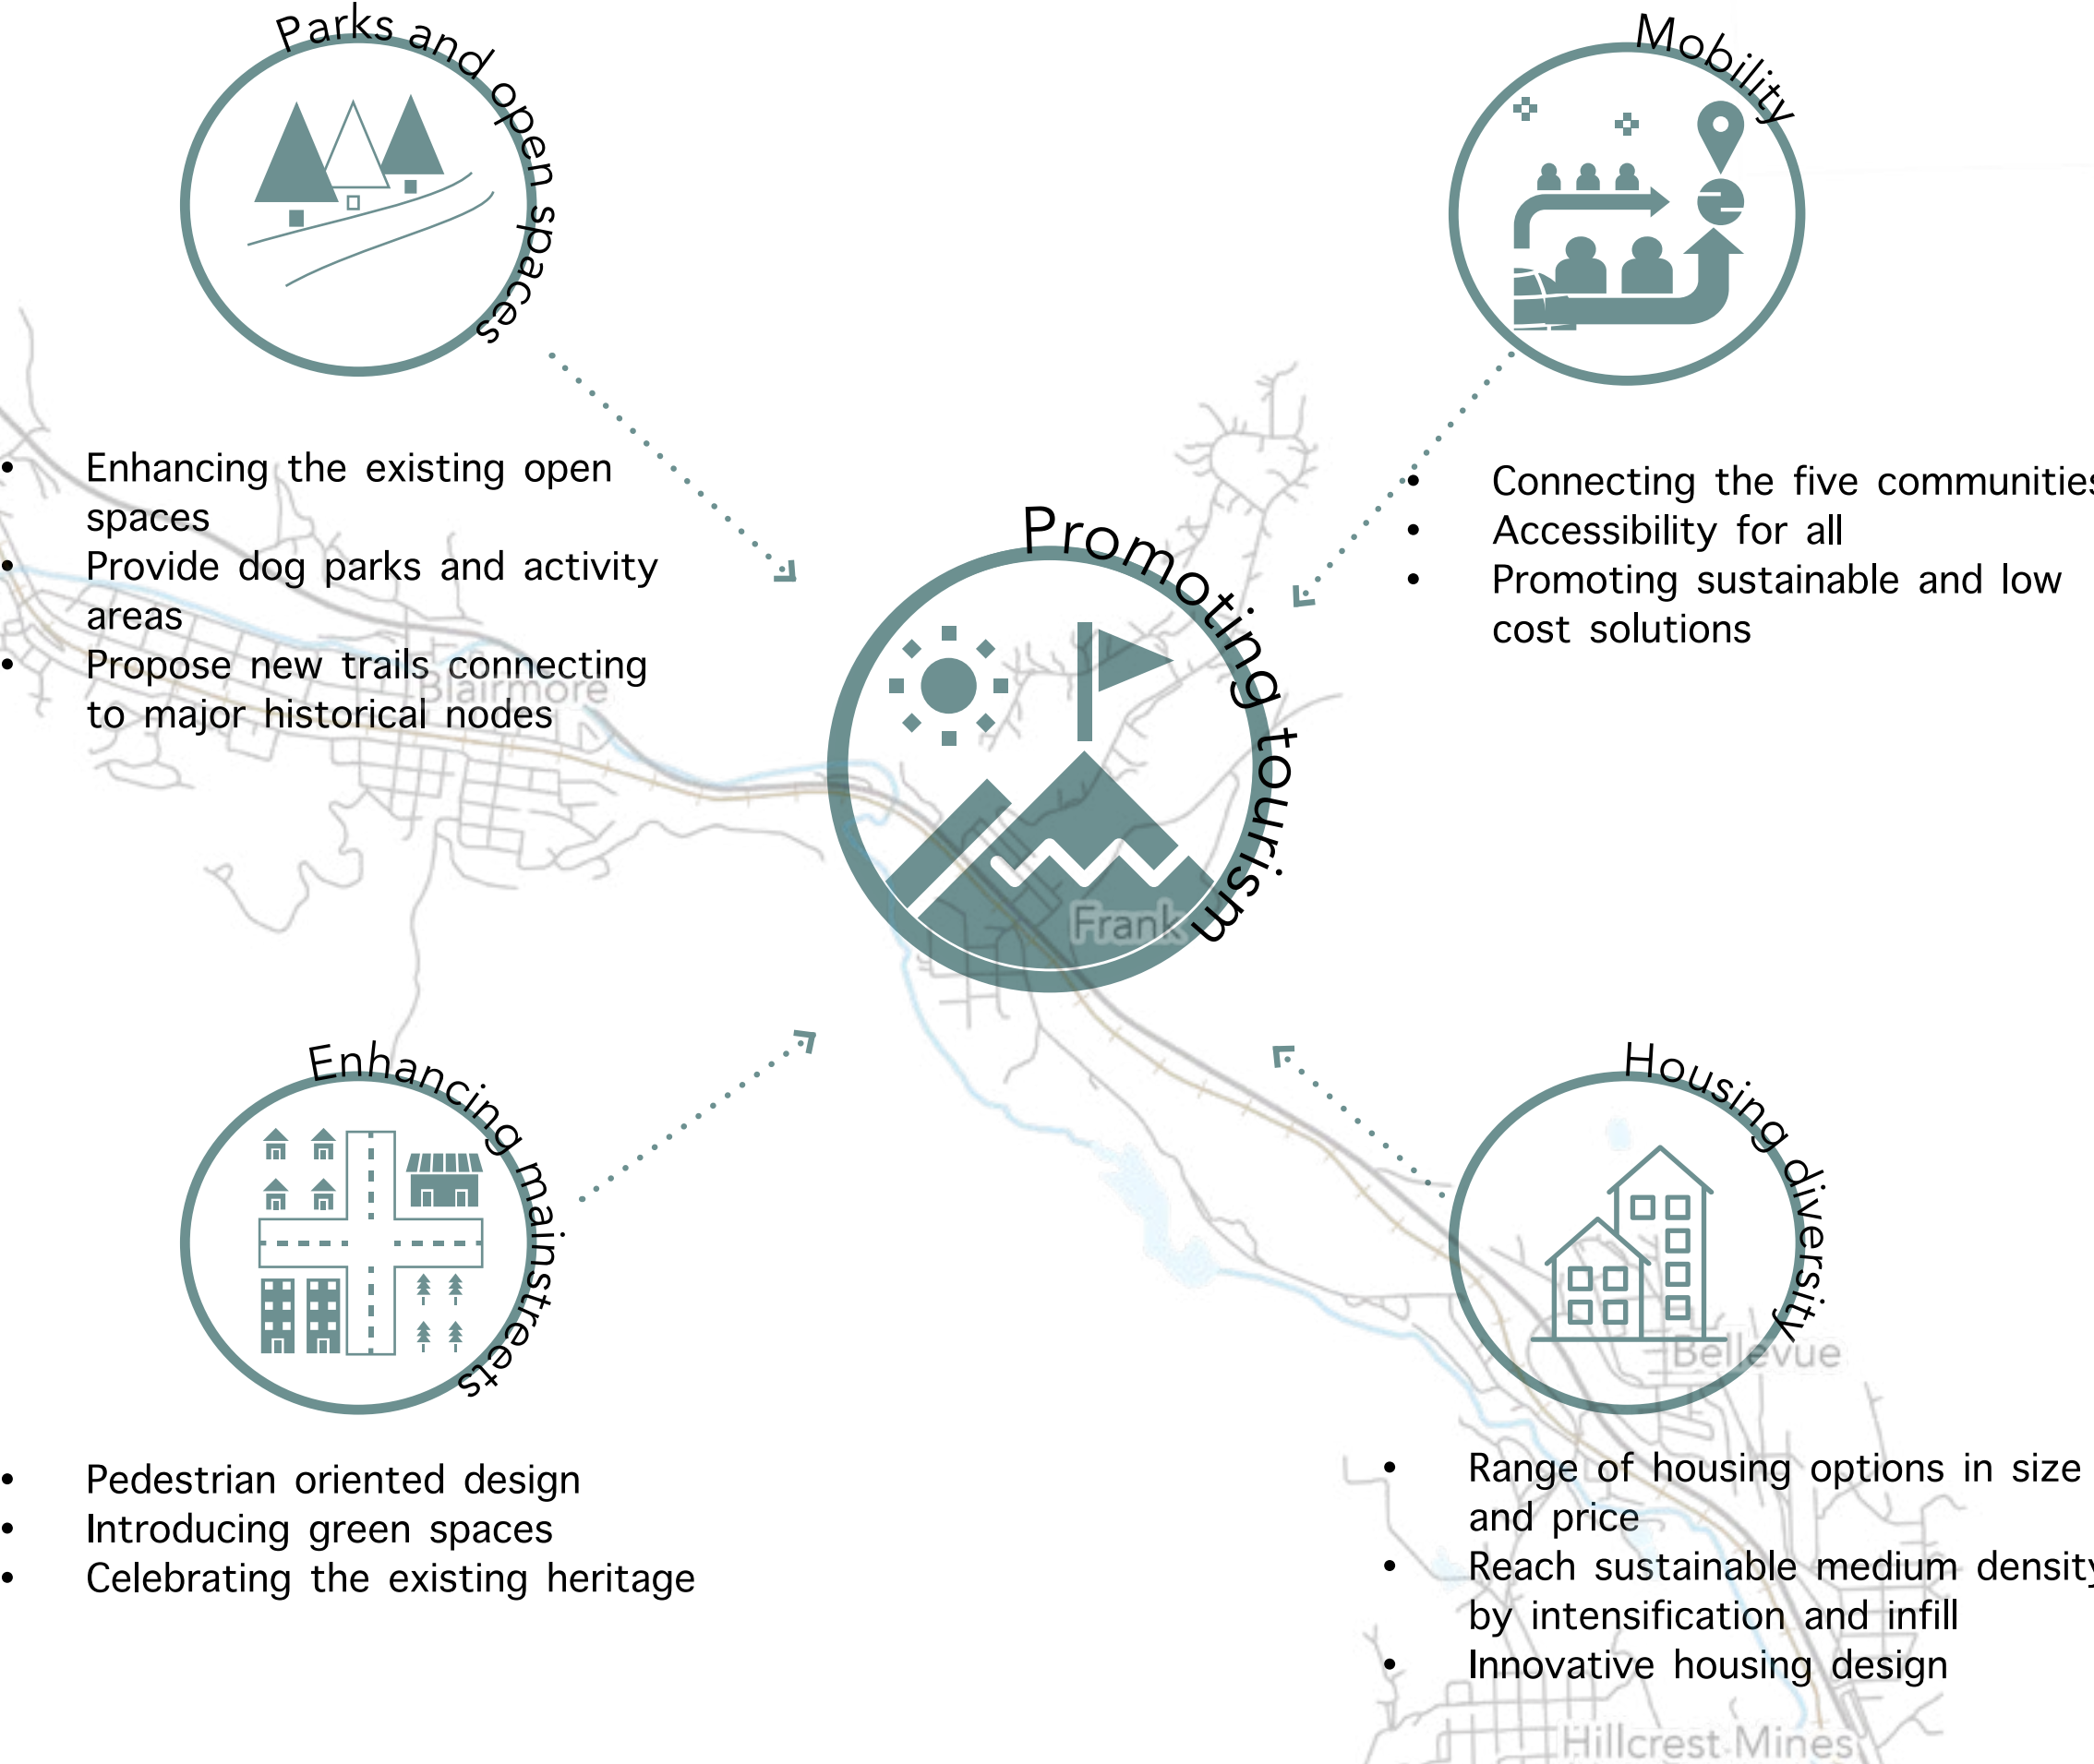 Parks and open spaces
Mobility
• Enhancing the existing open
spaces
• Provide dog parks and activity
areas
• Propose new trails connecting
to major historical nodes
• Connecting the five communities
• Accessibility for all
• Promoting sustainable and low
cost solutions
Promoting tourism
Blairmore
Frank
Enhancing mainstreets
Housing diversity
Bellevue
• Pedestrian oriented design
• Introducing green spaces
• Celebrating the existing heritage
• Range of housing options in size
and price
• Reach sustainable medium density
by intensification and infill
• Innovative housing design
Hillcrest Mines